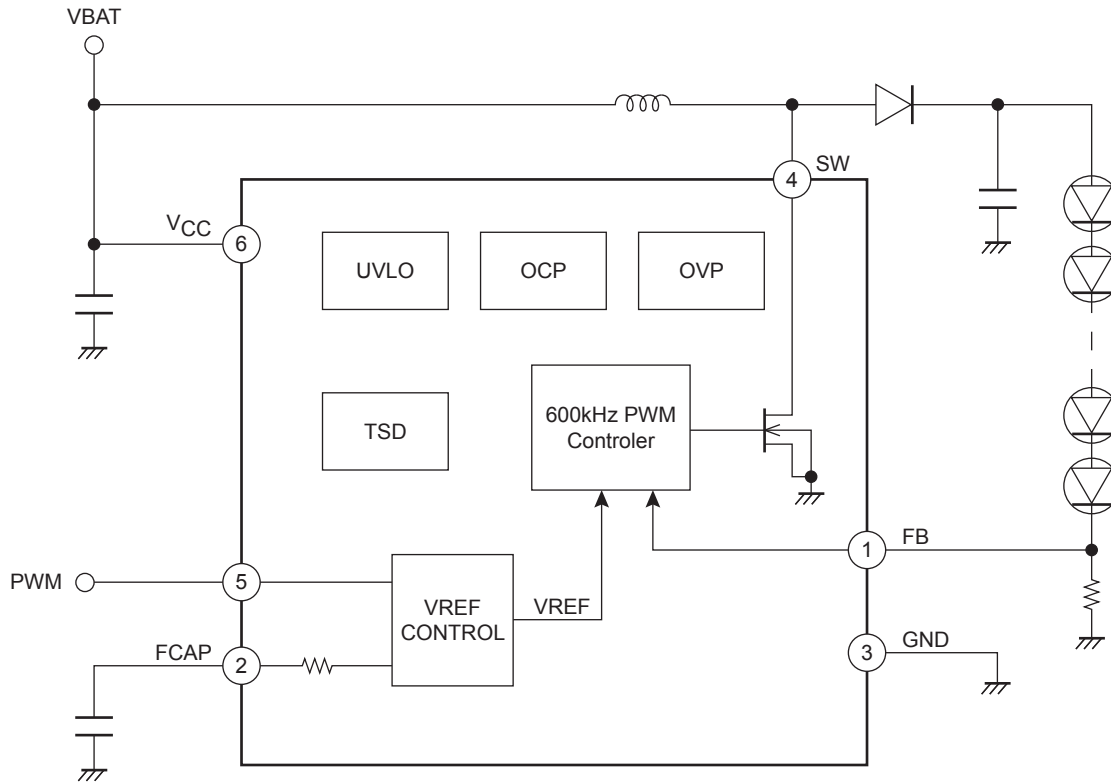 VBAT
SW
4
VCC
6
UVLO
OCP
OVP
TSD
600kHz PWM
Controler
FB
1
PWM
5
VREF
CONTROL
VREF
FCAP
2
GND
3